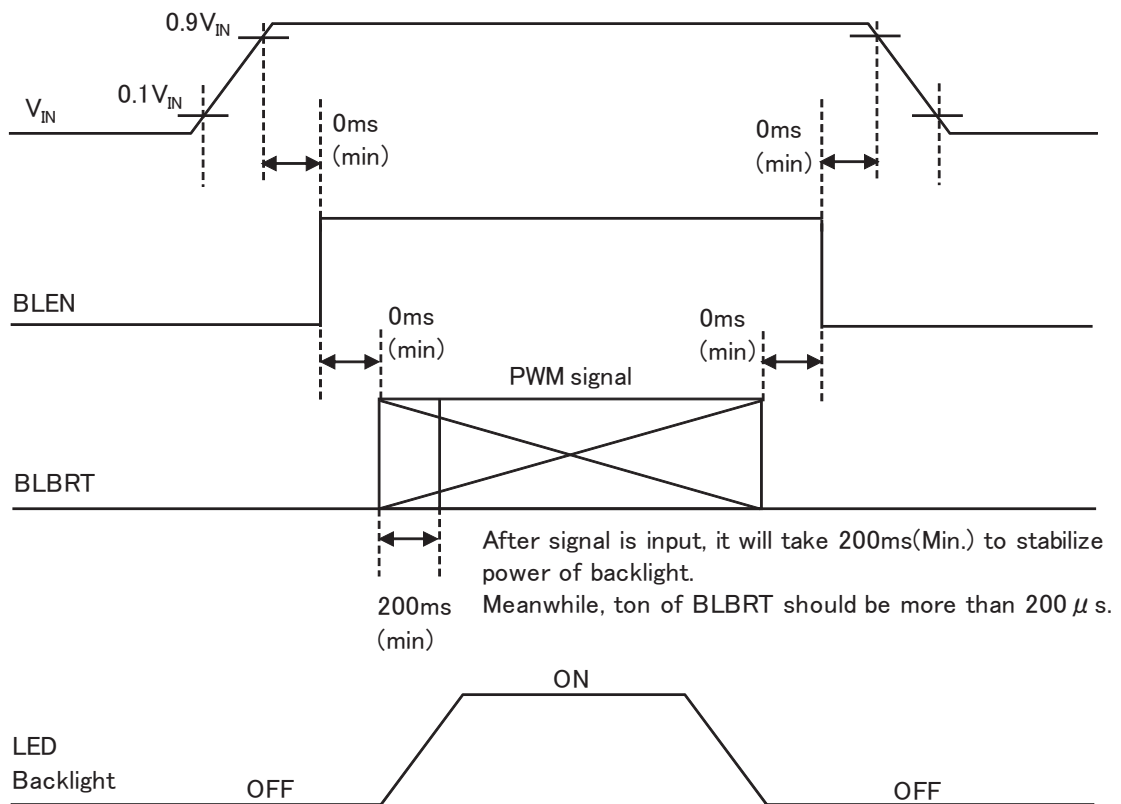 0.9VIN
0.1VIN
VIN
0ms
(min)
0ms
(min)
BLEN
0ms
(min)
0ms
(min)
PWM signal
BLBRT
After signal is input, it will take 200ms(Min.) to stabilize
power of backlight.
200ms
(min)
Meanwhile, ton of BLBRT should be more than 200 μ s.
ON
LED
Backlight
OFF
OFF